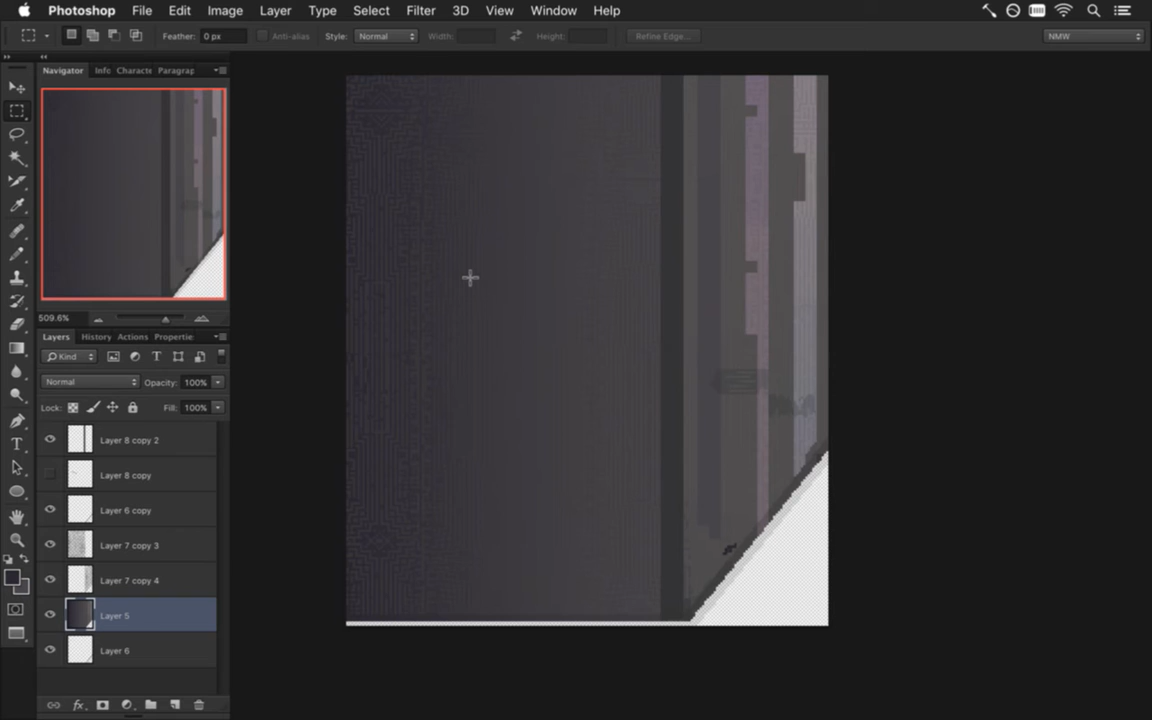 Photoshop File Edit Image Layer Type Select Filter 3D View Window Help
Feather: 0 px Anti-alias Style: Normal Width: Height: Refine Edge... NMW
Navigator Info Characte Paragrap
509.6%
Layers History Actions Propertie
Kind
Normal Opacity: 100%
Lock: Fill: 100%
Layer 8 copy 2
Layer 8 copy
Layer 6 copy
Layer 7 copy 3
Layer 7 copy 4
Layer 5
Layer 6